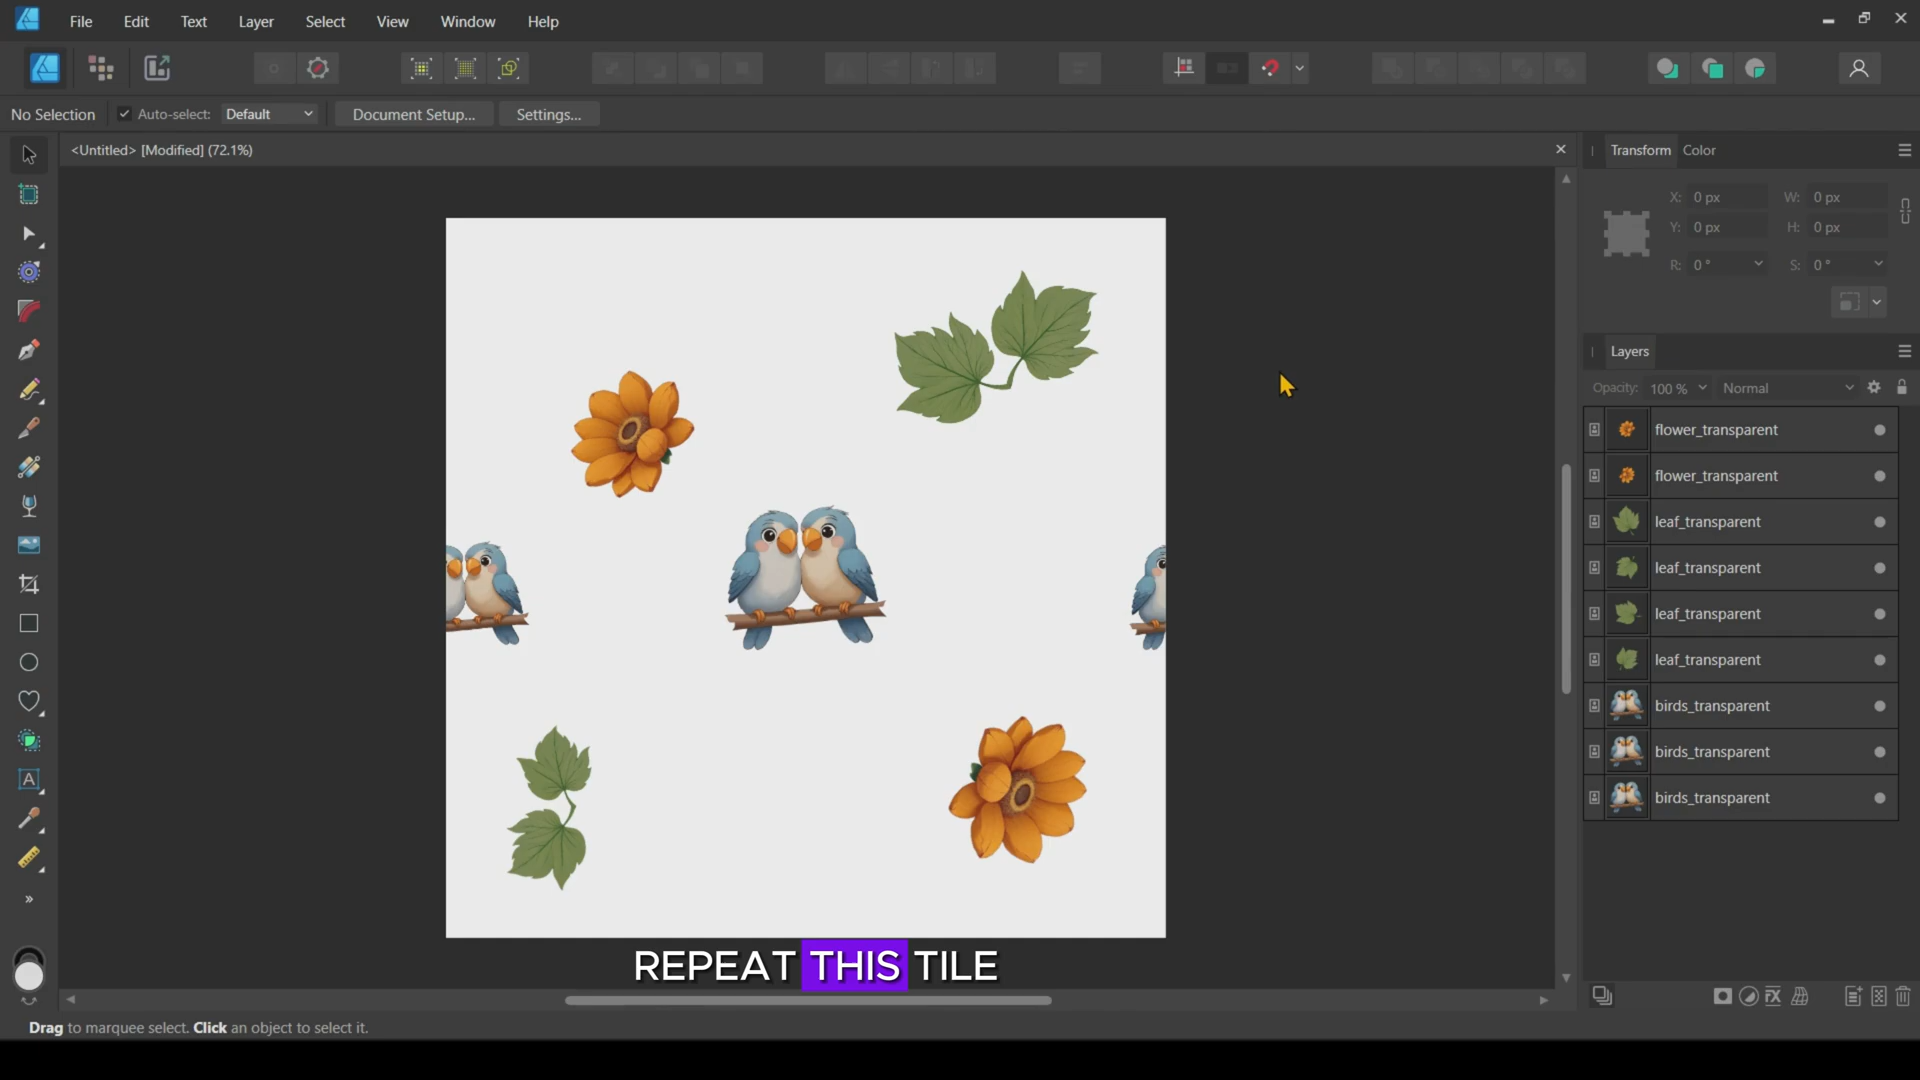 File Edit Text Layer Select View Window Help
No Selection Auto-select: Default Document Setup... Settings...
<Untitled> [Modified] (72.1%)
Transform Color
X: 0 px W: 0 px
Y: 0 px H: 0 px
R: 0 ° S: 0 °
Layers
Opacity: 100 % Normal
flower_transparent
flower_transparent
leaf_transparent
leaf_transparent
leaf_transparent
leaf_transparent
birds_transparent
birds_transparent
birds_transparent
REPEAT THIS TILE
Drag to marquee select. Click an object to select it.